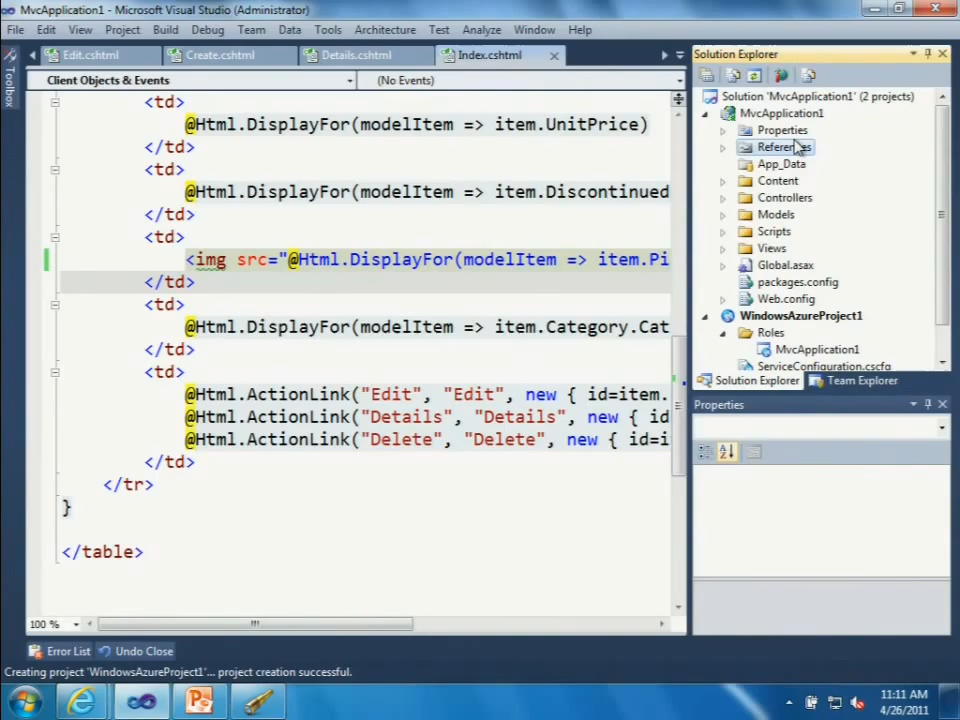 MvcApplication1 - Microsoft Visual Studio (Administrator)
File Edit View Project Build Debug Team Data Tools Architecture Test Analyze Window Help
Toolbox
Edit.cshtml Create.cshtml Details.cshtml Index.cshtml
Client Objects & Events (No Events)
<td>
@Html.DisplayFor(modelItem => item.UnitPrice)
</td>
<td>
@Html.DisplayFor(modelItem => item.Discontinued
</td>
<td>
<img src="@Html.DisplayFor(modelItem => item.Pi
</td>
<td>
@Html.DisplayFor(modelItem => item.Category.Cat
</td>
<td>
@Html.ActionLink("Edit", "Edit", new { id=item.
@Html.ActionLink("Details", "Details", new { id
@Html.ActionLink("Delete", "Delete", new { id=i
</td>
</tr>
}
</table>
100 %
Error List Undo Close
Creating project 'WindowsAzureProject1'... project creation successful.
Solution Explorer
Solution 'MvcApplication1' (2 projects)
MvcApplication1
Properties
References
App_Data
Content
Controllers
Models
Scripts
Views
Global.asax
packages.config
Web.config
WindowsAzureProject1
Roles
MvcApplication1
ServiceConfiguration.cscfg
Solution Explorer Team Explorer
Properties
11:11 AM
4/26/2011